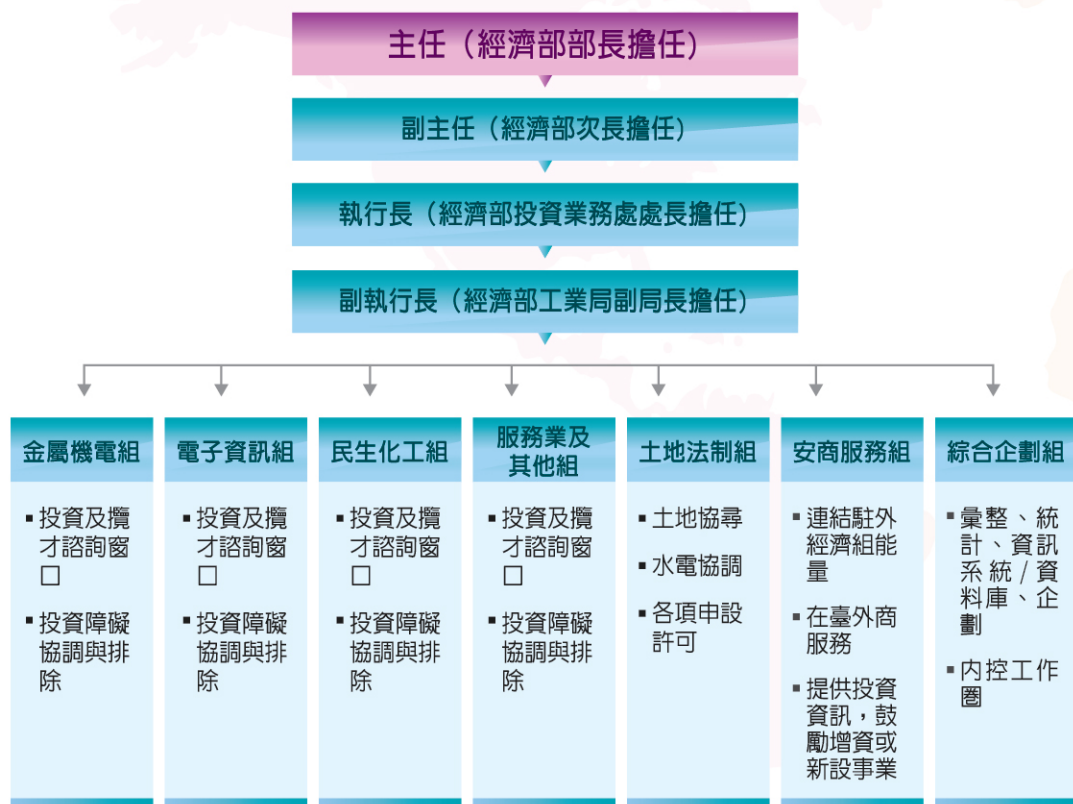 主任（經濟部部長擔任）
副主任（經濟部次長擔任）
執行長（經濟部投資業務處處長擔任）
副執行長（經濟部工業局副局長擔任）
金屬機電組
▪投資及攬
才諮詢窗
口
▪投資障礙
協調與排
除
電子資訊組
▪投資及攬
才諮詢窗
口
▪投資障礙
協調與排
除
民生化工組
▪投資及攬
才諮詢窗
口
▪投資障礙
協調與排
除
服務業及
其他組
▪投資及攬
才諮詢窗
口
▪投資障礙
協調與排
除
土地法制組
▪土地協尋
▪水電協調
▪各項申設
許可
安商服務組
▪連結駐外
經濟組能
量
▪在臺外商
服務
▪提供投資
資訊，鼓
勵增資或
新設事業
綜合企劃組
▪彙整、統
計、資訊
系統/資
料庫、企
劃
▪內控工作
圈